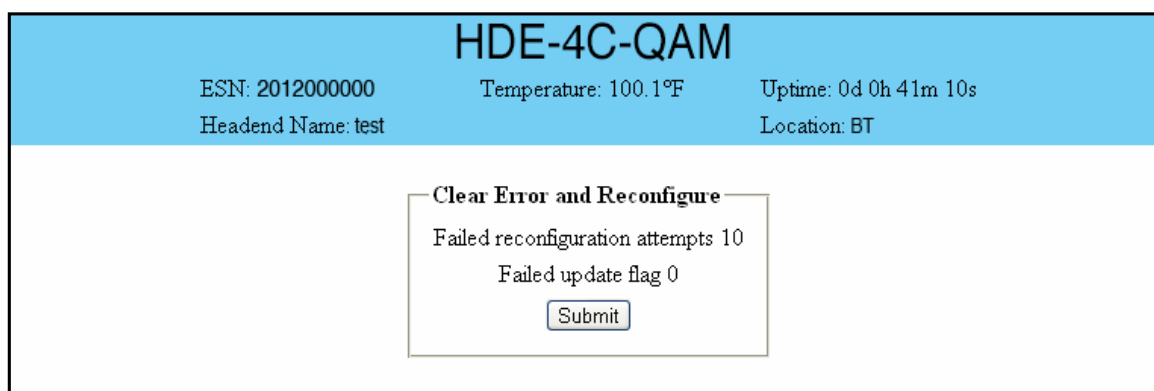 HDE-4C-QAM
ESN: 2012000000 Temperature: 100.1ºF Uptime: 0d 0h 41m 10s
Headend Name: test Location: BT
Clear Error and Reconfigure
Failed reconfiguration attempts 10
Failed update flag 0
Submit